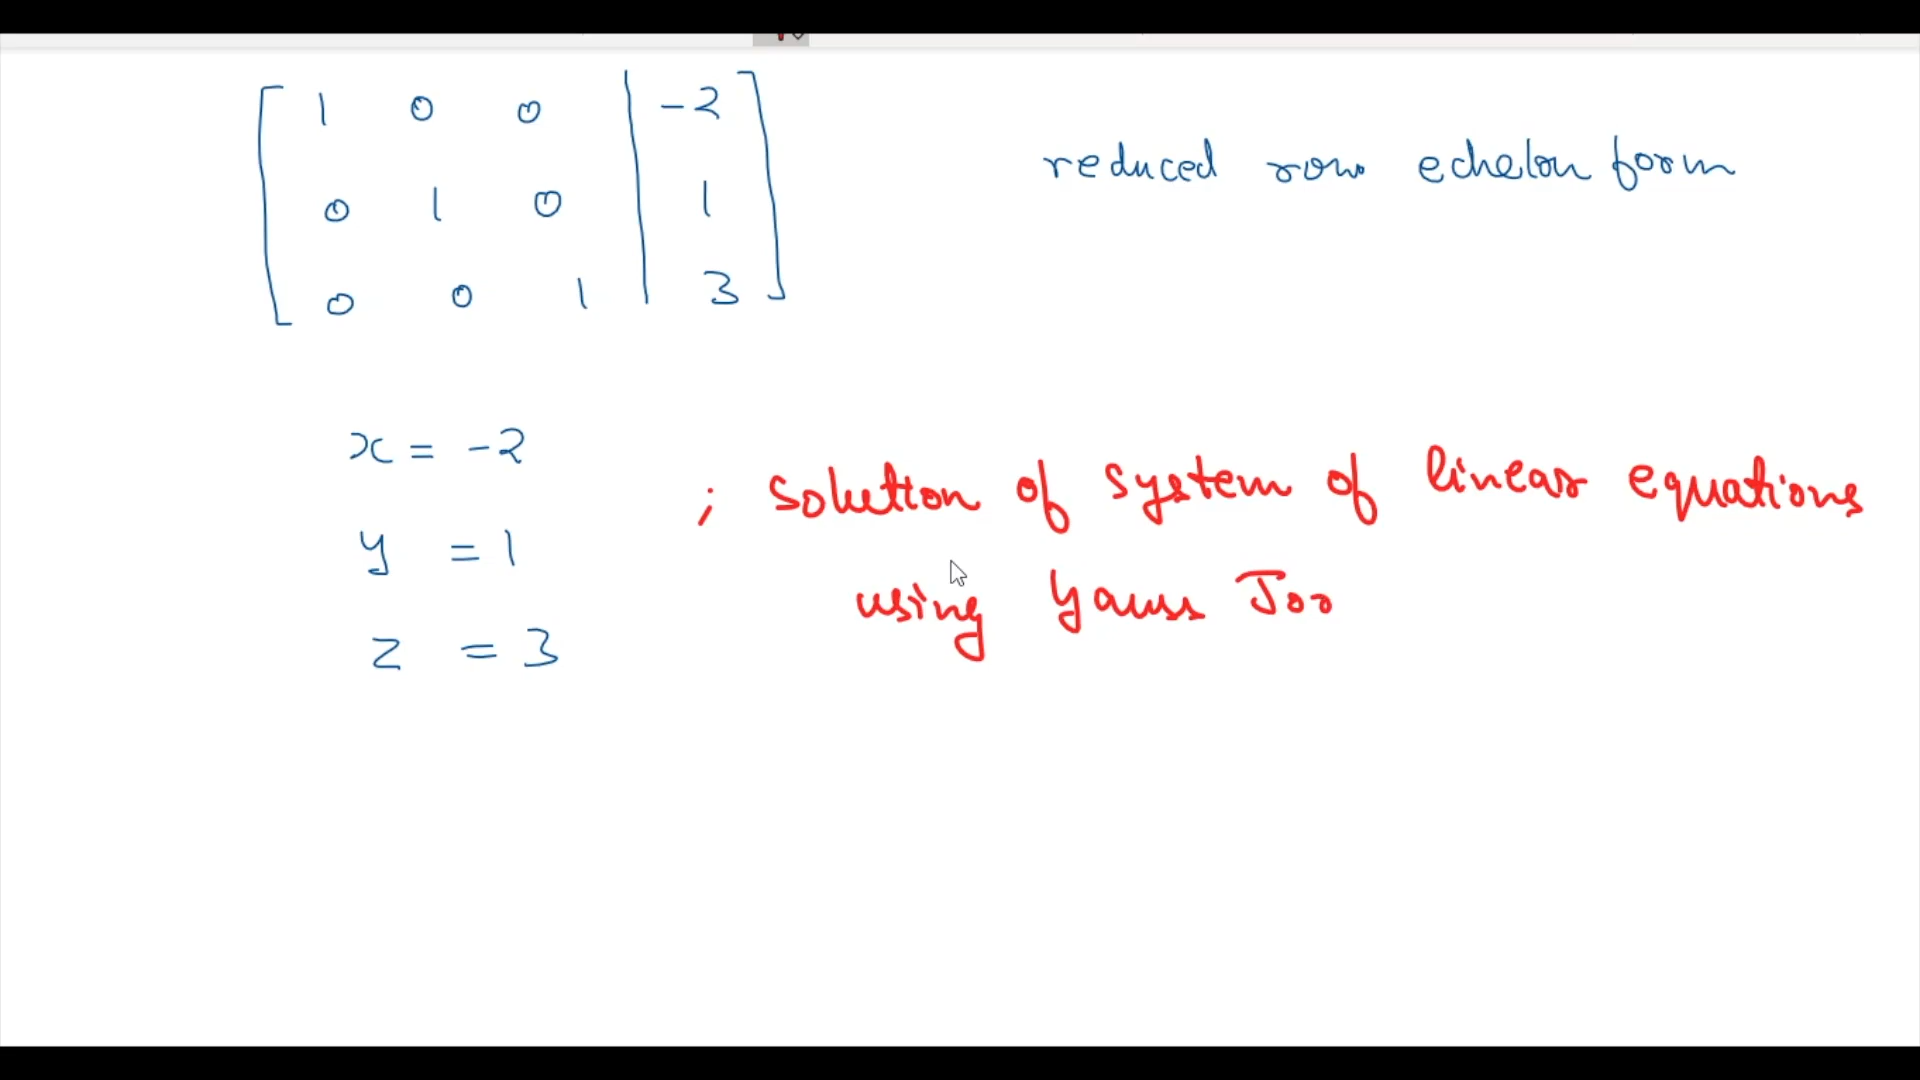 1 0 0 | -2
reduced row echelon form
0 1 0 | 1
0 0 1 | 3
x = -2
; solution of system of linear equations
y = 1
using Gauss Joo
z = 3